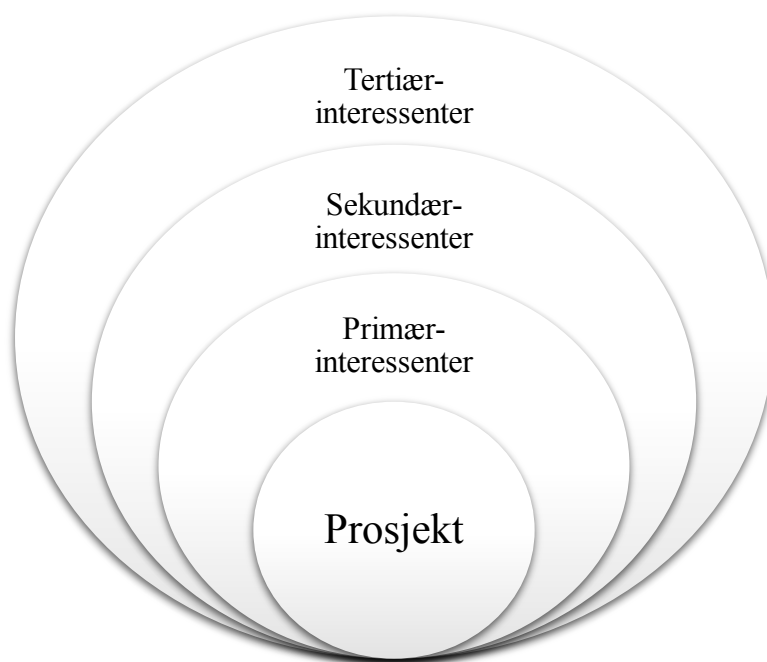 Tertiær-
interessenter
Sekundær-
interessenter
Primær-
interessenter
Prosjekt